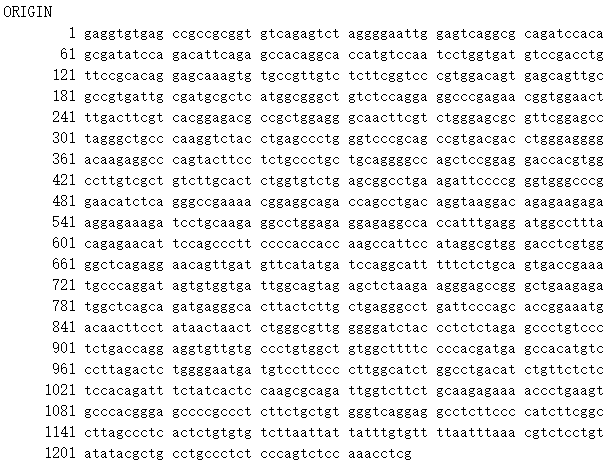 ORIGIN
1 gaggtgtgag ccgccgcggt gtcagagtct aggggaattg gagtcaggcg cagatccaca
61 gcgatatcca gacattcaga gccacaggca ccatgtccaa tcctggtgat gtccgacctg
121 ttccgcacag gagcaaagtg tgccgttgtc tcttcggtcc cgtggacagt gagcagttgc
181 gccgtgattg cgatgcgctc atggcgggct gtctccagga ggcccgagaa cggtggaact
241 ttgacttcgt cacggagacg ccgctggagg gcaacttcgt ctgggagcgc gttcggagcc
301 tagggctgcc caaggtctac ctgagccctg ggtcccgcag ccgtgacgac ctgggagggg
361 acaagaggcc cagtacttcc tctgccctgc tgcaggggcc agctccggag gaccacgtgg
421 ccttgtcgct gtcttgcact ctggtgtctg agcggcctga agattccccg ggtgggcccg
481 gaacatctca gggccgaaaa cggaggcaga ccagcctgac aggtaaggac agagaagaga
541 aggagaaaga tcctgcaaga ggcctggaga ggagaggcca ccatttgagg atggccttta
601 cagagaacat tccagccctt ccccaccacc aagccattcc ataggcgtgg gacctcgtgg
661 ggctcagagg aacagttgat gttcatatga tccaggcatt tttctctgca gtgaccgaaa
721 tgcccaggat agtgtggtga ttgcagtag agctctaaga agggagccgg gctgaagaga
781 tggctcagca gatgagggca cttactcttg ctgagggcct gattcccagc accggaaatg
841 acaacttcct ataactaact ctgggcgttg ggggatctac cctctctaga gccctgtccc
901 tctgaccagg aggtgttgtg ccctgtggct gtggcttttc cccacgatga gccacatgtc
961 ccttagactc tggggaatga tgtccttccc cttggcatct ggcctgacat ctgttctctc
1021 tccacagatt tctatcactc caagcgcaga ttggtcttct gcaagagaaa accctgaagt
1081 gcccacggga gccccgccct cttctgctgt gggtcaggag gcctcttccc catcttcggc
1141 cttagccctc actctgtgtg tcttaattat tatttgtgtt ttaatttaaa cgtctcctgt
1201 atatacgctg cctgccctct cccagtctcc aaacctcg